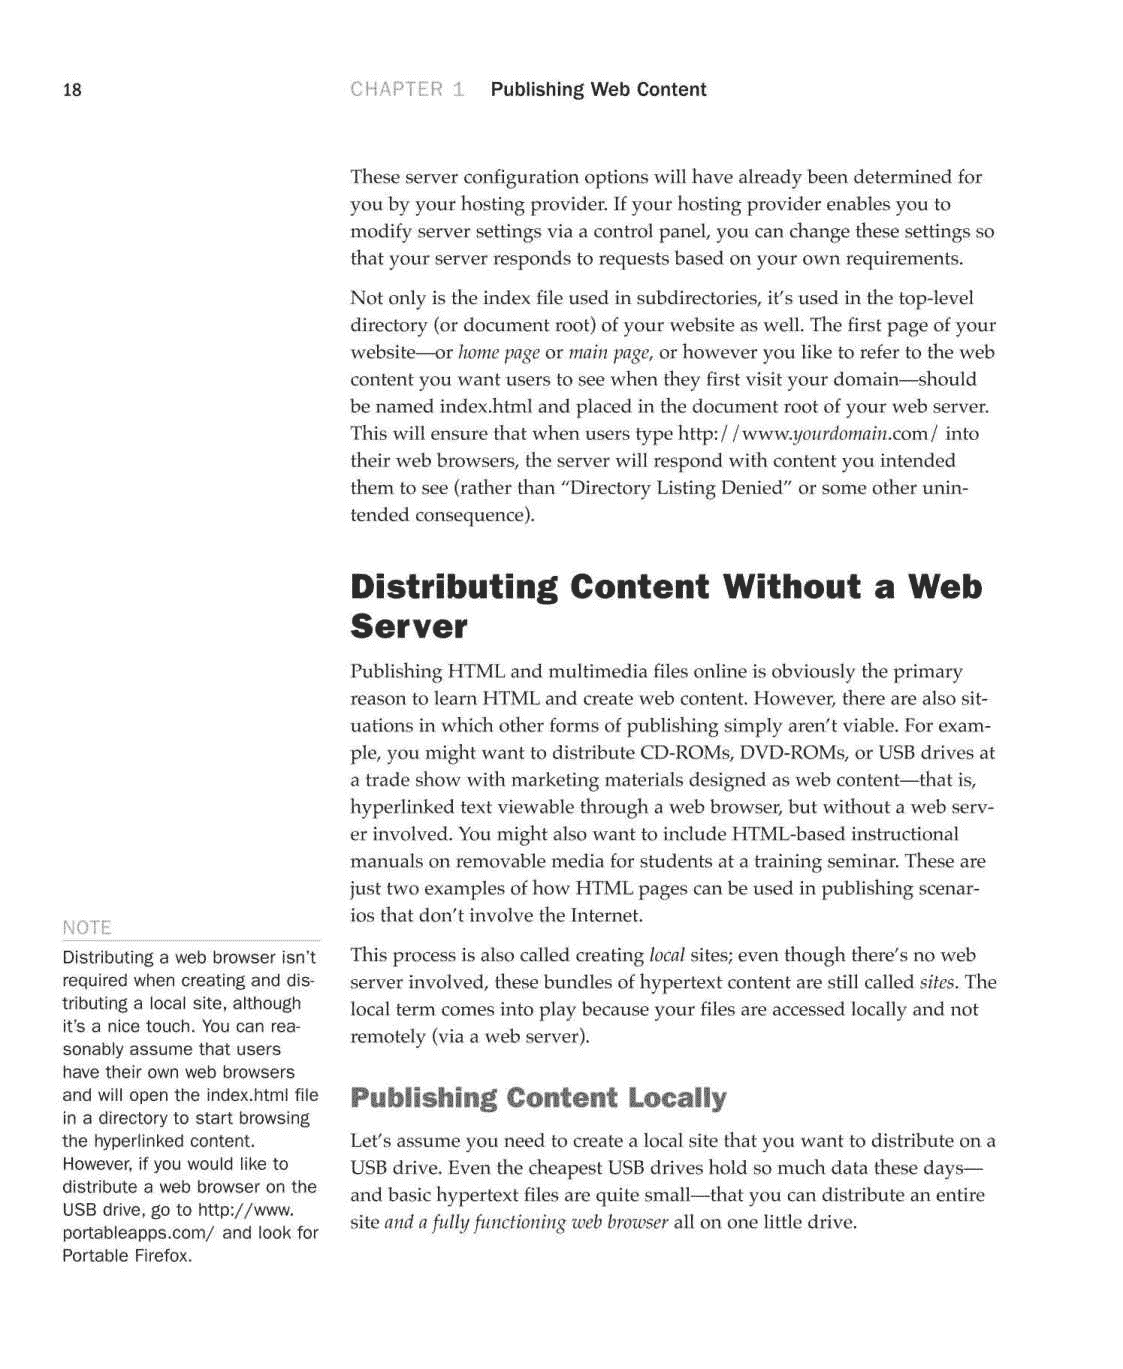 18
CHAPTER 1 Publishing Web Content
These server configuration options will have already been determined for
you by your hosting provider. If your hosting provider enables you to
modify server settings via a control panel, you can change these settings so
that your server responds to requests based on your own requirements.
Not only is the index file used in subdirectories, it’s used in the top-level
directory (or document root) of your website as well. The first page of your
website—or home page or main page, or however you like to refer to the web
content you want users to see when they first visit your domain—should
be named index.html and placed in the document root of your web server.
This will ensure that when users type http://www.yourdomain.com/ into
their web browsers, the server will respond with content you intended
them to see (rather than “Directory Listing Denied” or some other unin-
tended consequence).
Distributing Content Without a Web
Server
Publishing HTML and multimedia files online is obviously the primary
reason to learn HTML and create web content. However, there are also sit-
uations in which other forms of publishing simply aren’t viable. For exam-
ple, you might want to distribute CD-ROMs, DVD-ROMs, or USB drives at
a trade show with marketing materials designed as web content—that is,
hyperlinked text viewable through a web browser, but without a web serv-
er involved. You might also want to include HTML-based instructional
manuals on removable media for students at a training seminar. These are
just two examples of how HTML pages can be used in publishing scenar-
ios that don’t involve the Internet.
This process is also called creating local sites; even though there’s no web
server involved, these bundles of hypertext content are still called sites. The
local term comes into play because your files are accessed locally and not
remotely (via a web server).
NOTE
Distributing a web browser isn’t
required when creating and dis-
tributing a local site, although
it’s a nice touch. You can rea-
sonably assume that users
have their own web browsers
and will open the index.html file
in a directory to start browsing
the hyperlinked content.
However, if you would like to
distribute a web browser on the
USB drive, go to http://www.
portableapps.com/ and look for
Portable Firefox.
Publishing Content Locally
Let’s assume you need to create a local site that you want to distribute on a
USB drive. Even the cheapest USB drives hold so much data these days—
and basic hypertext files are quite small—that you can distribute an entire
site and a fully functioning web browser all on one little drive.